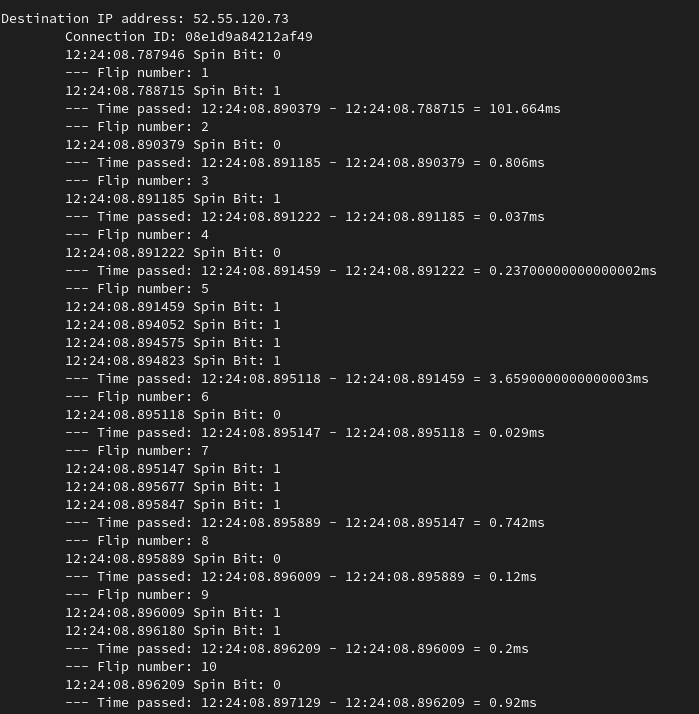 Destination IP address: 52.55.120.73
Connection ID: 08e1d9a84212af49
12:24:08.787946 Spin Bit: 0
--- Flip number: 1
12:24:08.788715 Spin Bit: 1
--- Time passed: 12:24:08.890379 - 12:24:08.788715 = 101.664ms
--- Flip number: 2
12:24:08.890379 Spin Bit: 0
--- Time passed: 12:24:08.891185 - 12:24:08.890379 = 0.806ms
--- Flip number: 3
12:24:08.891185 Spin Bit: 1
--- Time passed: 12:24:08.891222 - 12:24:08.891185 = 0.037ms
--- Flip number: 4
12:24:08.891222 Spin Bit: 0
--- Time passed: 12:24:08.891459 - 12:24:08.891222 = 0.23700000000000002ms
--- Flip number: 5
12:24:08.891459 Spin Bit: 1
12:24:08.894052 Spin Bit: 1
12:24:08.894575 Spin Bit: 1
12:24:08.894823 Spin Bit: 1
--- Time passed: 12:24:08.895118 - 12:24:08.891459 = 3.6590000000000003ms
--- Flip number: 6
12:24:08.895118 Spin Bit: 0
--- Time passed: 12:24:08.895147 - 12:24:08.895118 = 0.029ms
--- Flip number: 7
12:24:08.895147 Spin Bit: 1
12:24:08.895677 Spin Bit: 1
12:24:08.895847 Spin Bit: 1
--- Time passed: 12:24:08.895889 - 12:24:08.895147 = 0.742ms
--- Flip number: 8
12:24:08.895889 Spin Bit: 0
--- Time passed: 12:24:08.896009 - 12:24:08.895889 = 0.12ms
--- Flip number: 9
12:24:08.896009 Spin Bit: 1
12:24:08.896180 Spin Bit: 1
--- Time passed: 12:24:08.896209 - 12:24:08.896009 = 0.2ms
--- Flip number: 10
12:24:08.896209 Spin Bit: 0
--- Time passed: 12:24:08.897129 - 12:24:08.896209 = 0.92ms